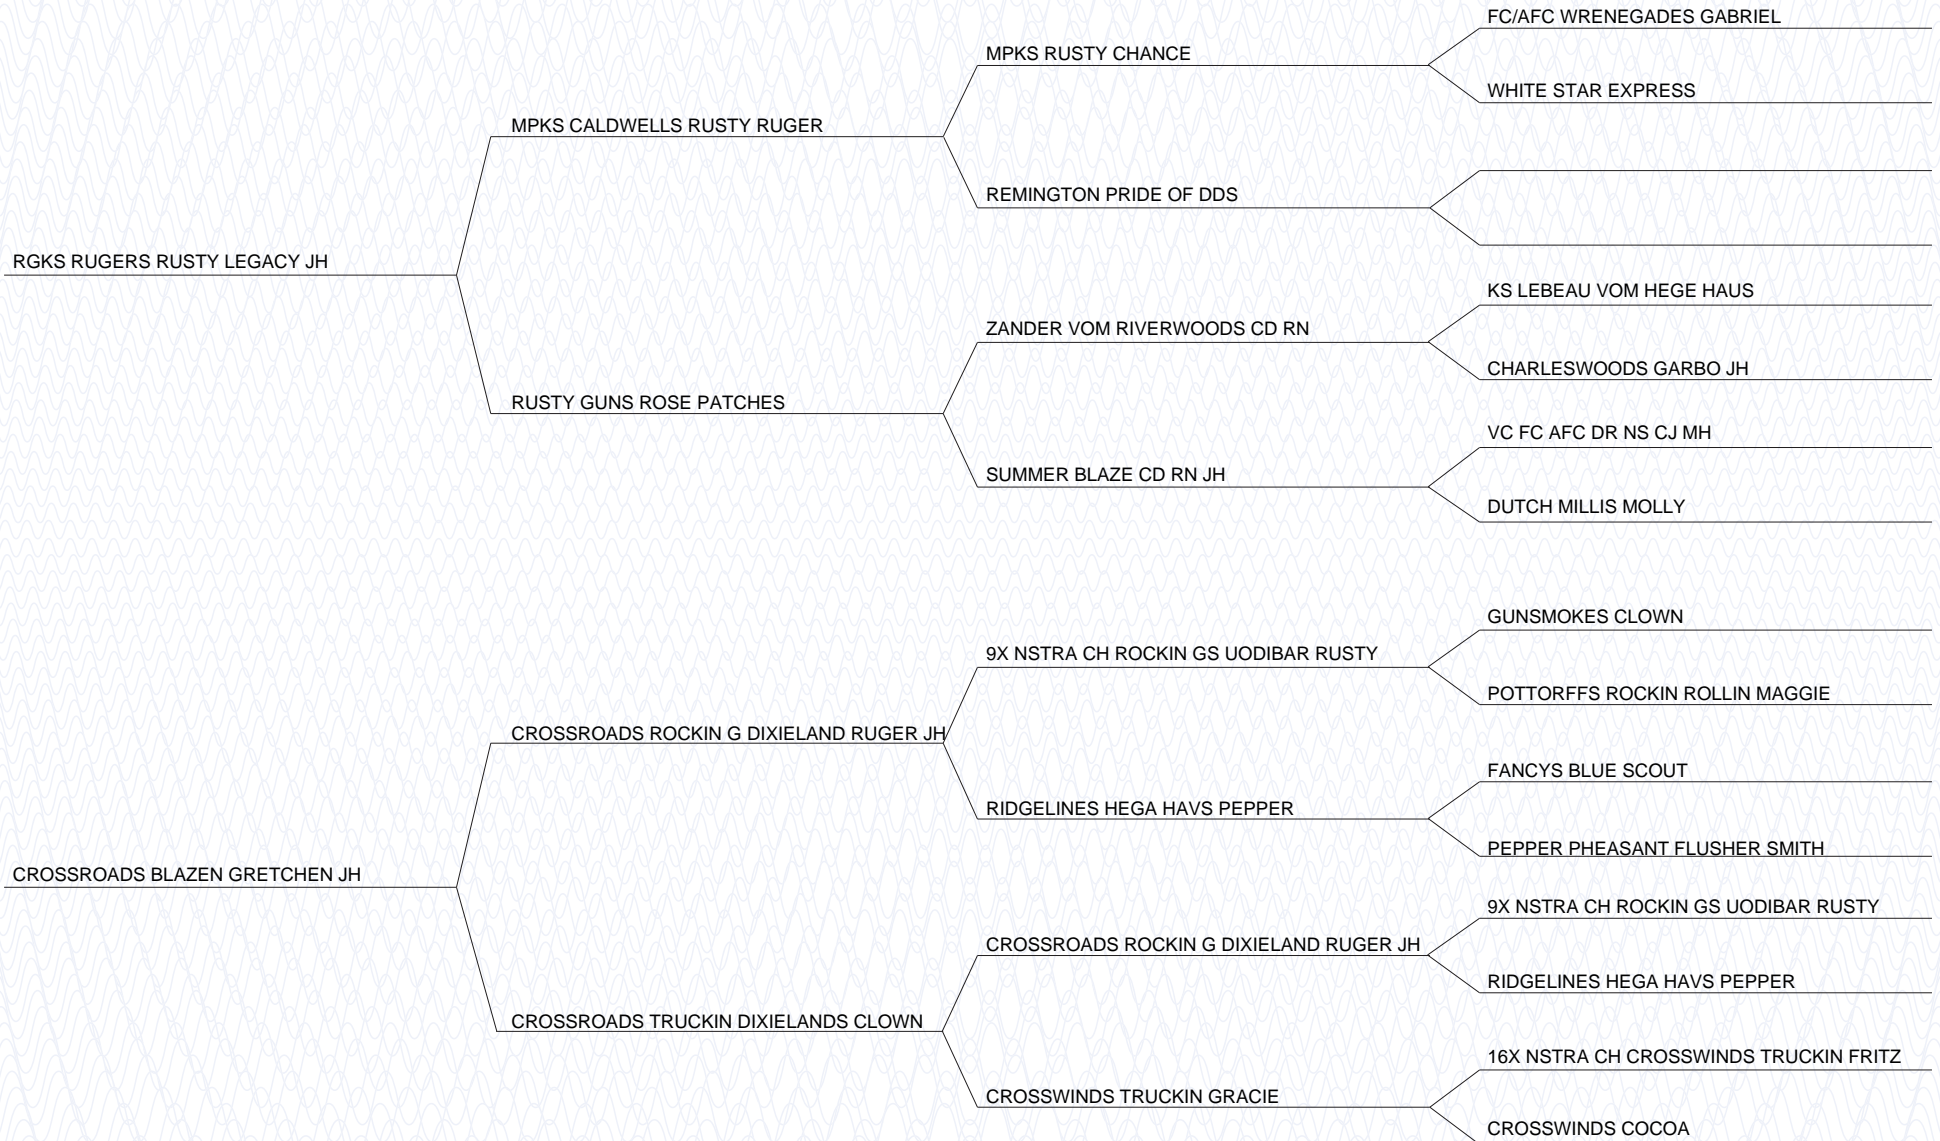 FC/AFC WRENEGADES GABRIEL
MPKS RUSTY CHANCE
WHITE STAR EXPRESS
MPKS CALDWELLS RUSTY RUGER
REMINGTON PRIDE OF DDS
RGKS RUGERS RUSTY LEGACY JH
KS LEBEAU VOM HEGE HAUS
ZANDER VOM RIVERWOODS CD RN
CHARLESWOODS GARBO JH
RUSTY GUNS ROSE PATCHES
VC FC AFC DR NS CJ MH
SUMMER BLAZE CD RN JH
DUTCH MILLIS MOLLY
GUNSMOKES CLOWN
9X NSTRA CH ROCKIN GS UODIBAR RUSTY
POTTORFFS ROCKIN ROLLIN MAGGIE
CROSSROADS ROCKIN G DIXIELAND RUGER JH
FANCYS BLUE SCOUT
RIDGELINES HEGA HAVS PEPPER
PEPPER PHEASANT FLUSHER SMITH
CROSSROADS BLAZEN GRETCHEN JH
9X NSTRA CH ROCKIN GS UODIBAR RUSTY
CROSSROADS ROCKIN G DIXIELAND RUGER JH
RIDGELINES HEGA HAVS PEPPER
CROSSROADS TRUCKIN DIXIELANDS CLOWN
16X NSTRA CH CROSSWINDS TRUCKIN FRITZ
CROSSWINDS TRUCKIN GRACIE
CROSSWINDS COCOA